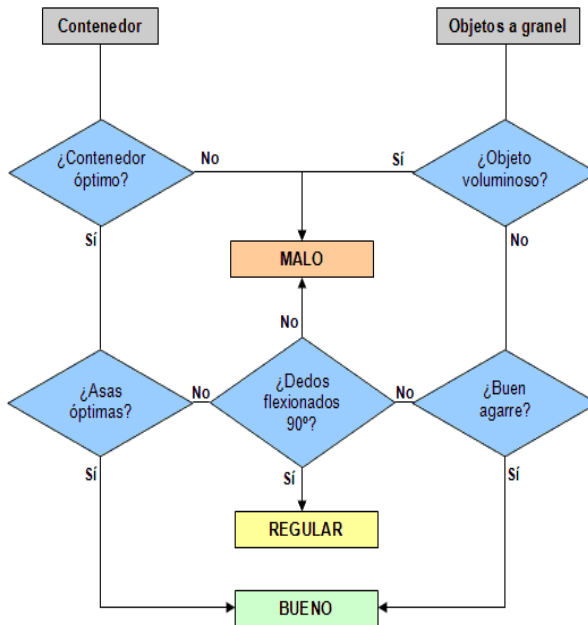 Contenedor
Objetos a granel
¿Contenedor
óptimo?
No
Sí
¿Objeto
voluminoso?
Sí
No
MALO
No
¿Asas
óptimas?
No
¿Dedos
flexionados
90º?
No
¿Buen
agarre?
Sí
Sí
Sí
REGULAR
BUENO